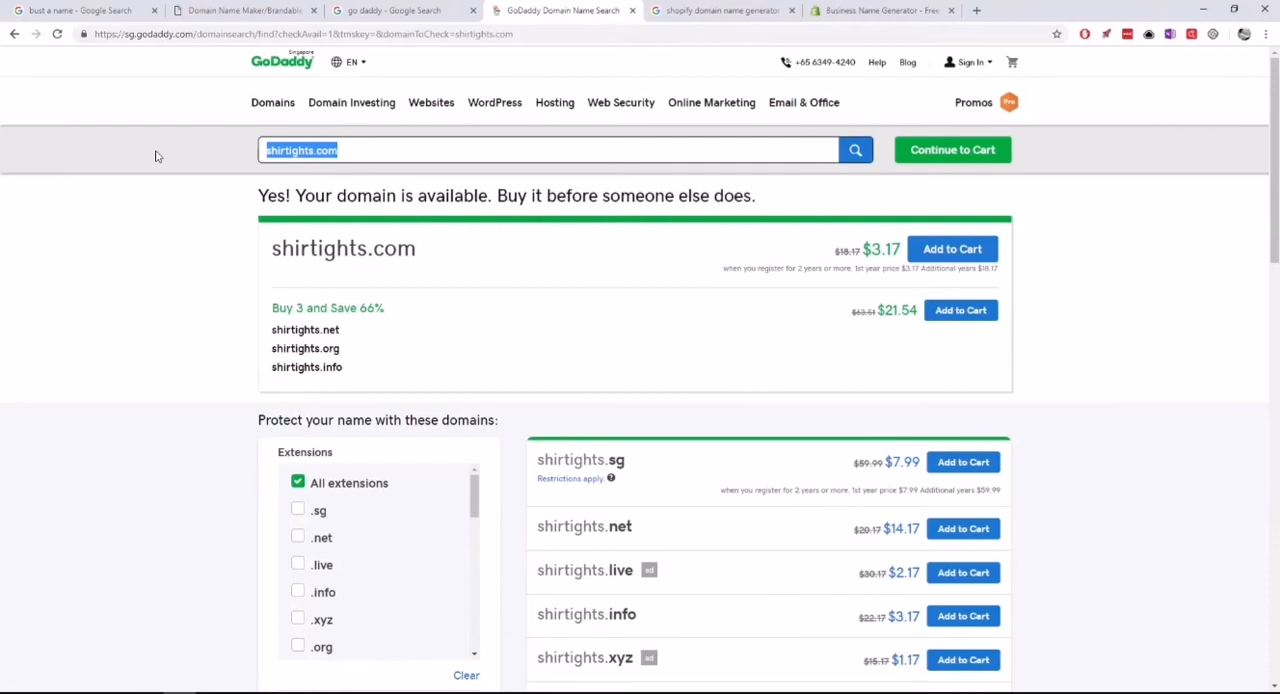 bust a name - Google Search
Domain Name Maker/Brandable
go daddy - Google Search
GoDaddy Domain Name Search
shopify domain name generator
Business Name Generator - Free
https://sg.godaddy.com/domainsearch/find?checkAvail=1&tmskey=&domainToCheck=shirtights.com
Singapore
GoDaddy
EN
+65 6349-4240
Help
Blog
Sign In
Domains
Domain Investing
Websites
WordPress
Hosting
Web Security
Online Marketing
Email & Office
Promos
Pro
shirtights.com
Continue to Cart
Yes! Your domain is available. Buy it before someone else does.
shirtights.com
$18.17 $3.17
Add to Cart
when you register for 2 years or more. 1st year price $3.17 Additional years $18.17
Buy 3 and Save 66%
$63.51 $21.54
Add to Cart
shirtights.net
shirtights.org
shirtights.info
Protect your name with these domains:
Extensions
All extensions
.sg
.net
.live
.info
.xyz
.org
Clear
shirtights.sg
$59.99 $7.99
Add to Cart
Restrictions apply.
when you register for 2 years or more. 1st year price $7.99 Additional years $59.99
shirtights.net
$20.17 $14.17
Add to Cart
shirtights.live
ad
$30.17 $2.17
Add to Cart
shirtights.info
$22.17 $3.17
Add to Cart
shirtights.xyz
ad
$15.17 $1.17
Add to Cart